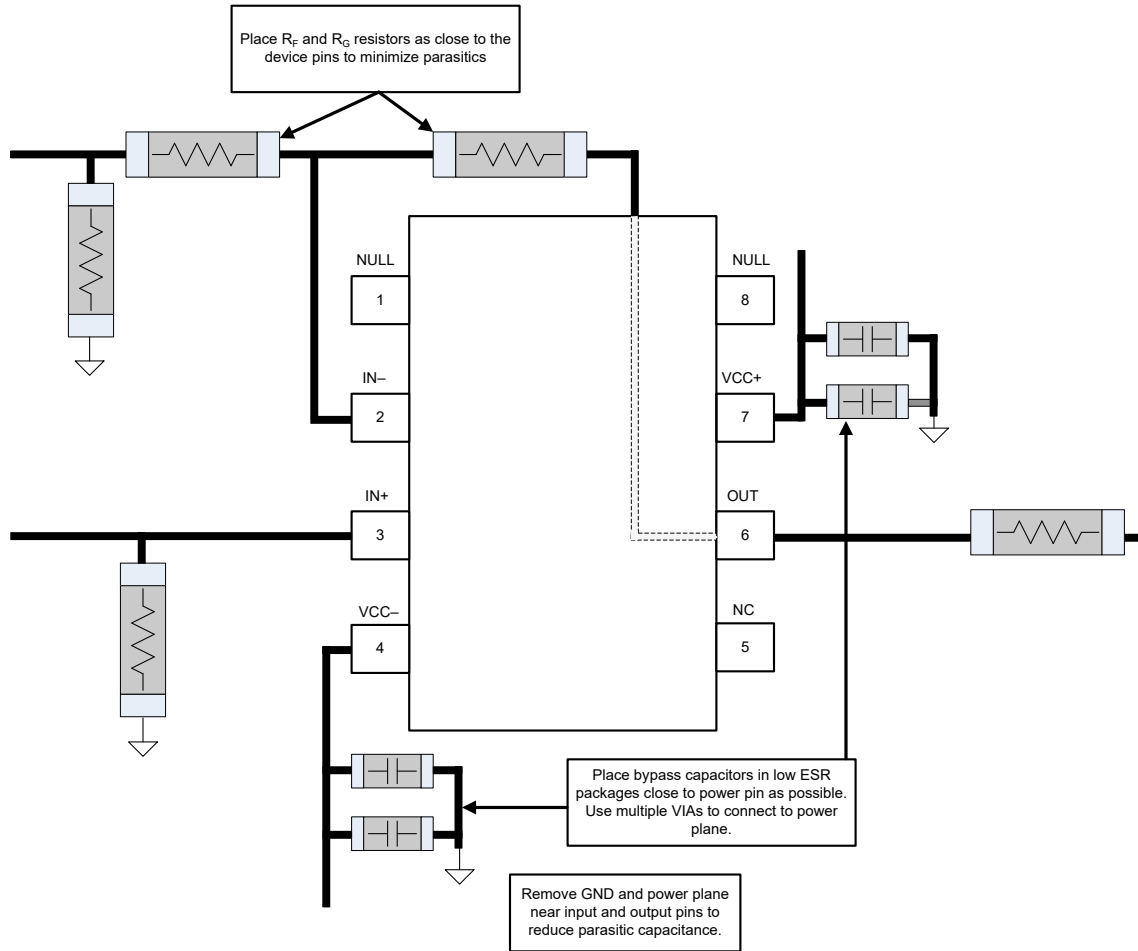 Place RF and RG resistors as close to the
device pins to minimize parasitics
NULL
1
NULL
8
IN–
2
VCC+
7
IN+
3
OUT
6
VCC–
4
NC
5
Place bypass capacitors in low ESR
packages close to power pin as possible.
Use multiple VIAs to connect to power
plane.
Remove GND and power plane
near input and output pins to
reduce parasitic capacitance.